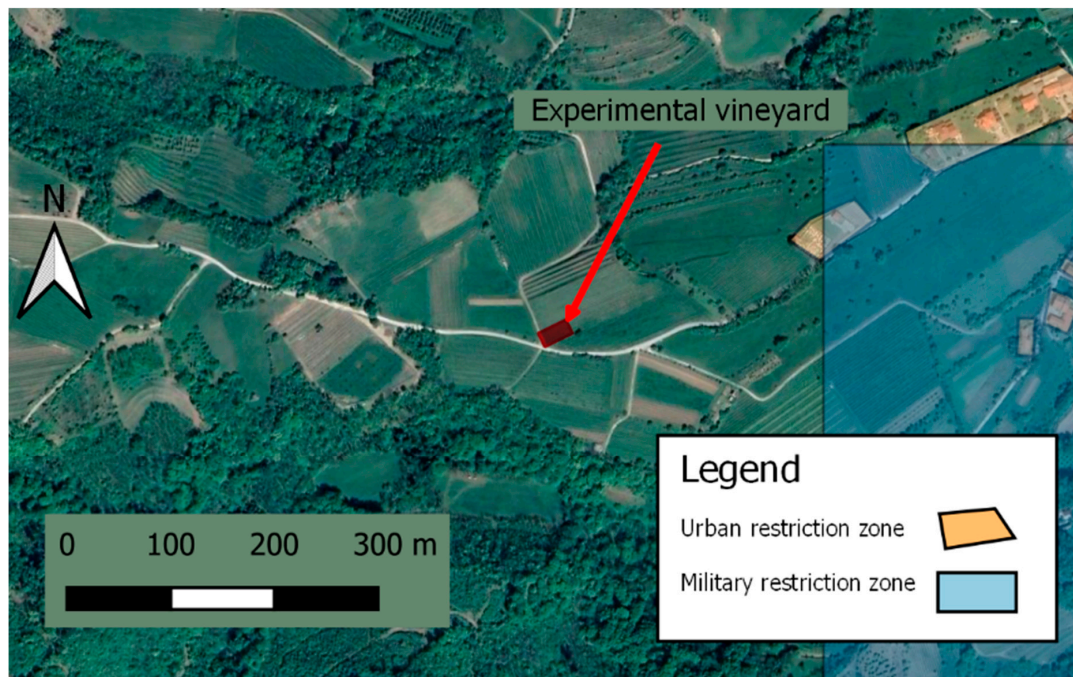 Experimental vineyard
N
Legend
Urban restriction zone
Military restriction zone
0 100 200 300 m